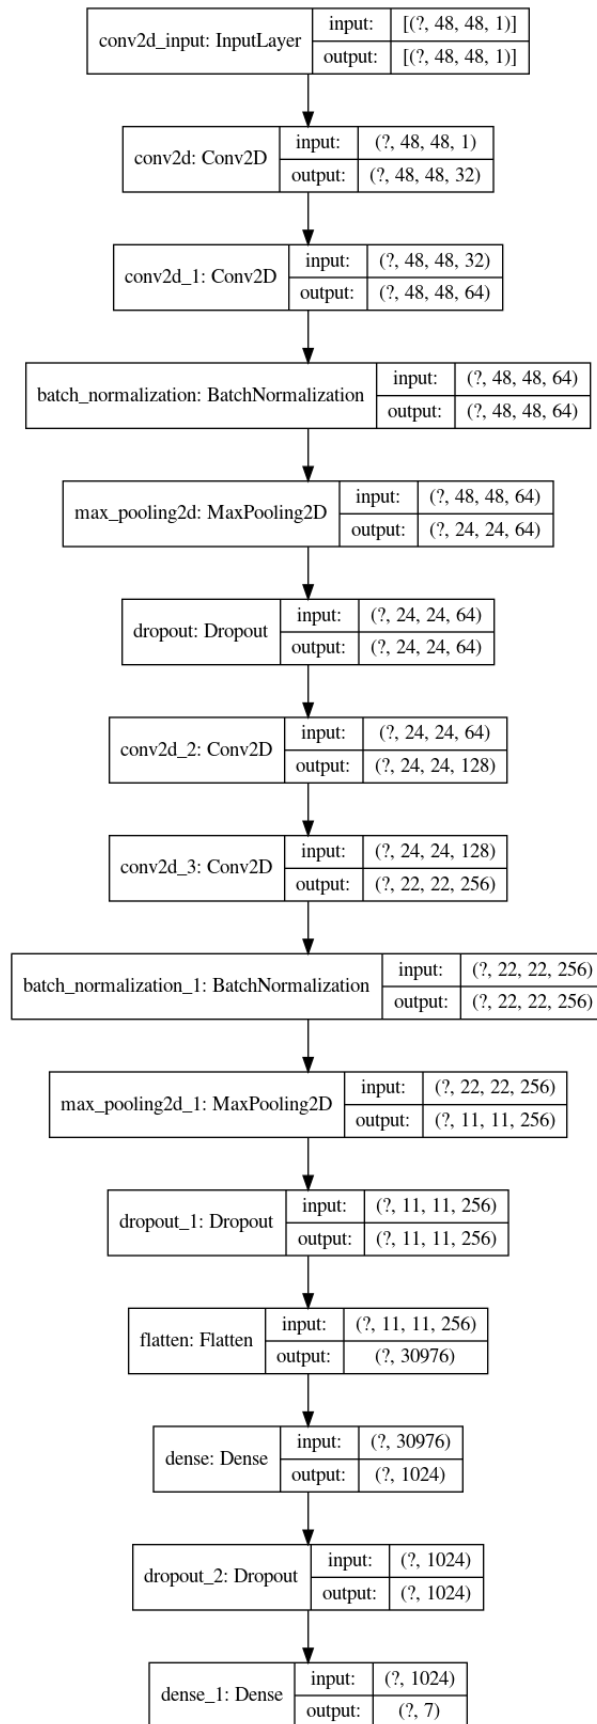 conv2d_input: InputLayer
input: [(?, 48, 48, 1)]
output: [(?, 48, 48, 1)]
conv2d: Conv2D
input: (?, 48, 48, 1)
output: (?, 48, 48, 32)
conv2d_1: Conv2D
input: (?, 48, 48, 32)
output: (?, 48, 48, 64)
batch_normalization: BatchNormalization
input: (?, 48, 48, 64)
output: (?, 48, 48, 64)
max_pooling2d: MaxPooling2D
input: (?, 48, 48, 64)
output: (?, 24, 24, 64)
dropout: Dropout
input: (?, 24, 24, 64)
output: (?, 24, 24, 64)
conv2d_2: Conv2D
input: (?, 24, 24, 64)
output: (?, 24, 24, 128)
conv2d_3: Conv2D
input: (?, 24, 24, 128)
output: (?, 22, 22, 256)
batch_normalization_1: BatchNormalization
input: (?, 22, 22, 256)
output: (?, 22, 22, 256)
max_pooling2d_1: MaxPooling2D
input: (?, 22, 22, 256)
output: (?, 11, 11, 256)
dropout_1: Dropout
input: (?, 11, 11, 256)
output: (?, 11, 11, 256)
flatten: Flatten
input: (?, 11, 11, 256)
output: (?, 30976)
dense: Dense
input: (?, 30976)
output: (?, 1024)
dropout_2: Dropout
input: (?, 1024)
output: (?, 1024)
dense_1: Dense
input: (?, 1024)
output: (?, 7)